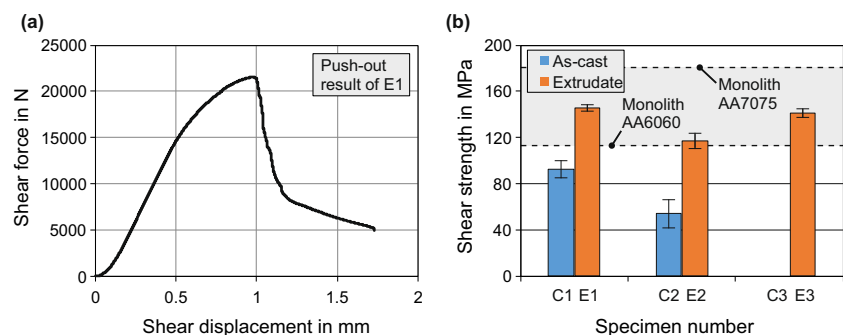 (a)
25000
20000
15000
10000
5000
0
Shear force in N
Push-out
result of E1
0
0.5
1
1.5
2
Shear displacement in mm
(b)
200
160
120
80
40
0
Shear strength in MPa
As-cast
Extrudate
Monolith
AA7075
Monolith
AA6060
C1 E1
C2 E2
C3 E3
Specimen number